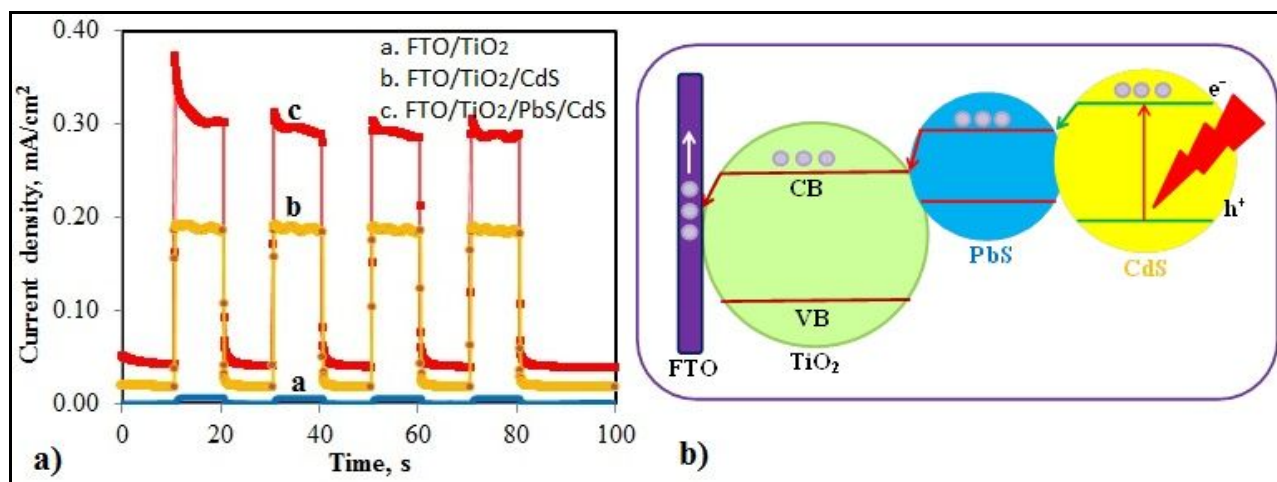 0.40
0.30
0.20
0.10
0.00
Current density, mA/cm²
a. FTO/TiO₂
b. FTO/TiO₂/CdS
c. FTO/TiO₂/PbS/CdS
c
b
a
0
20
40
60
80
100
Time, s
a)
FTO
CB
VB
TiO₂
PbS
e⁻
h⁺
CdS
b)